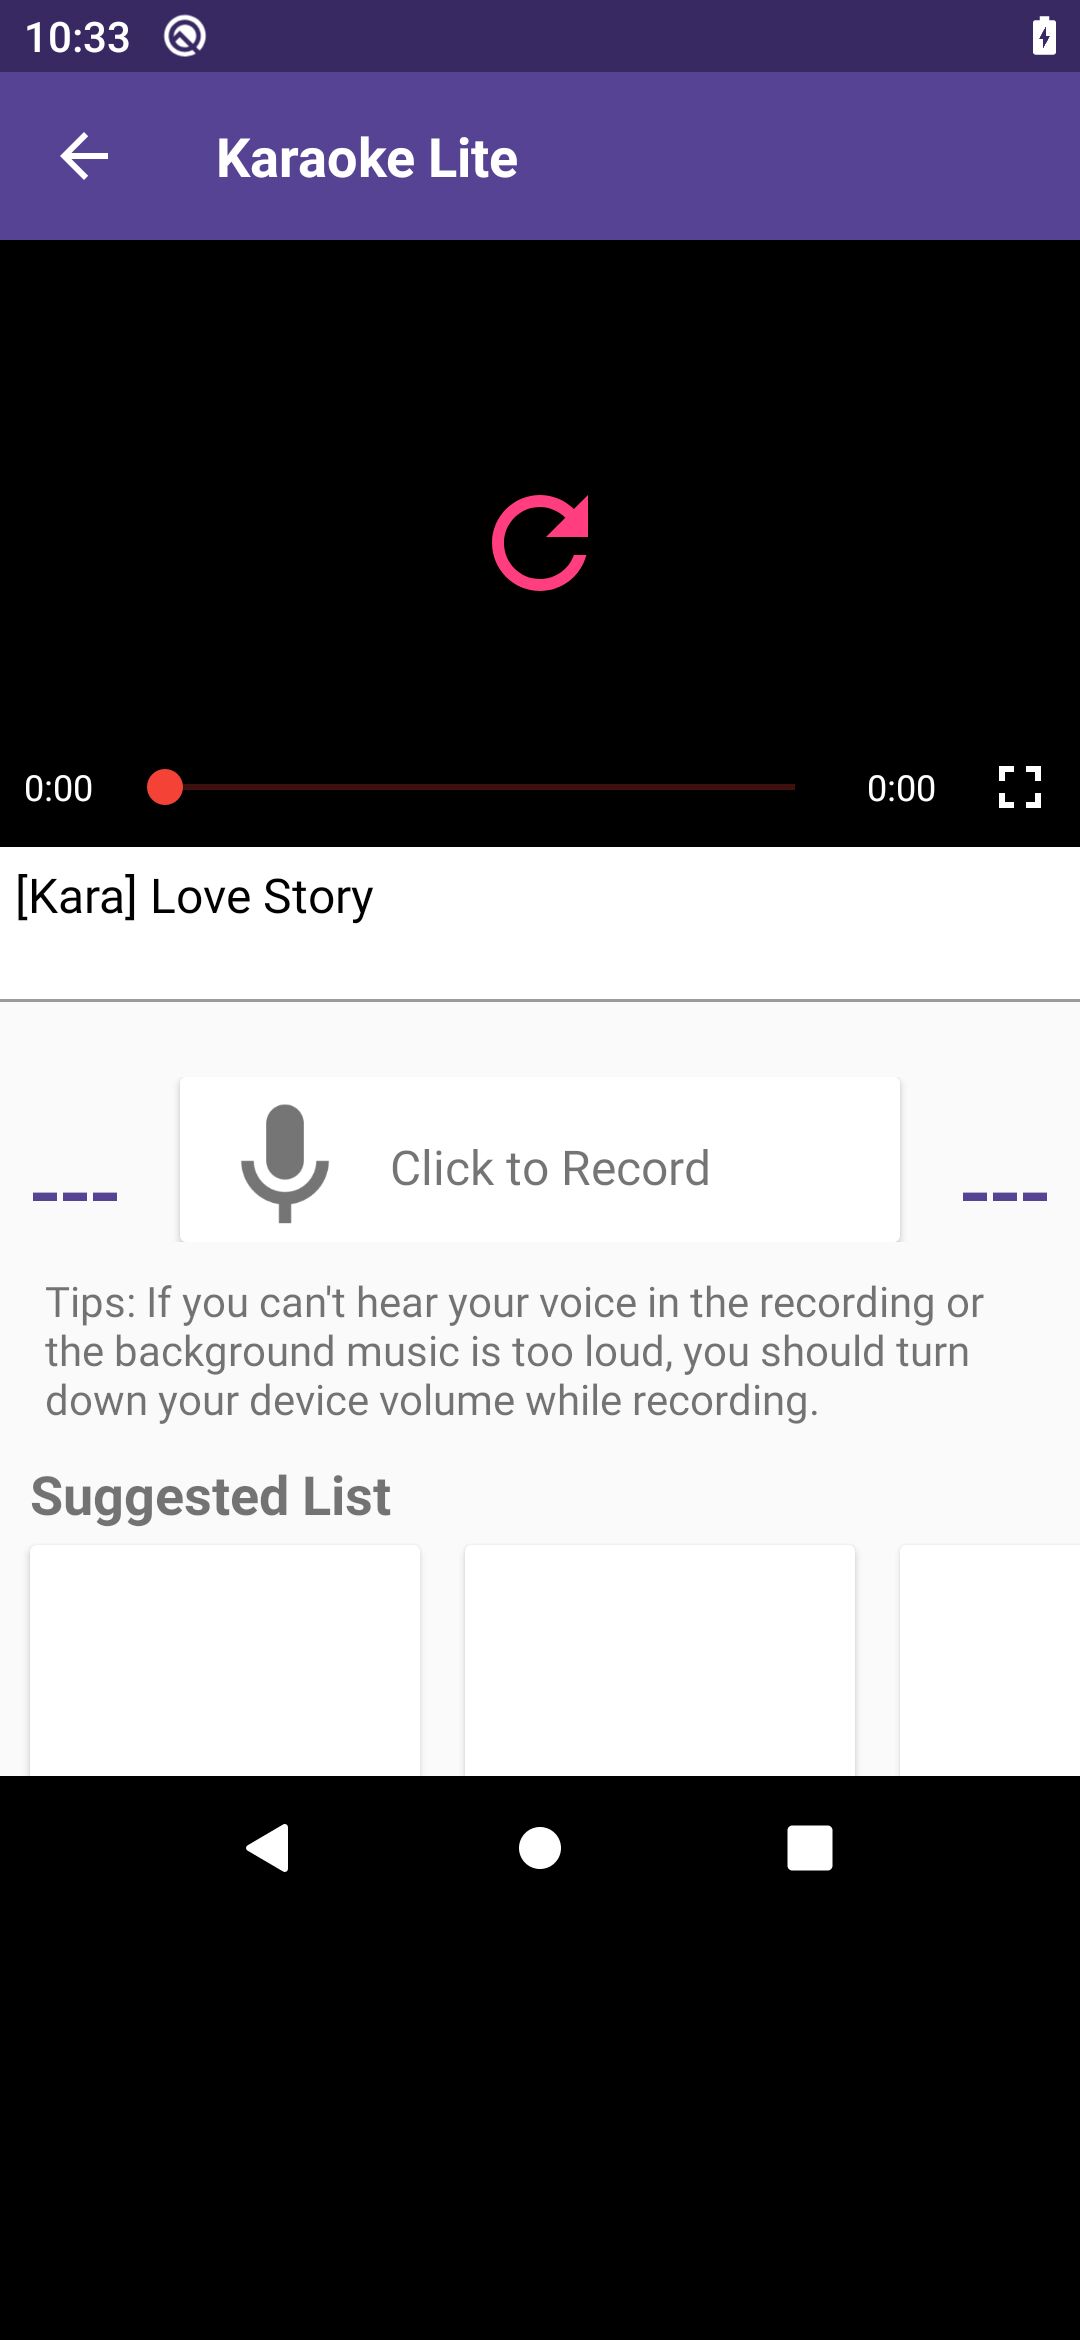 10:33
Karaoke Lite
0:00
0:00
[Kara] Love Story
Click to Record
---
---
Tips: If you can't hear your voice in the recording or
the background music is too loud, you should turn
down your device volume while recording.
Suggested List